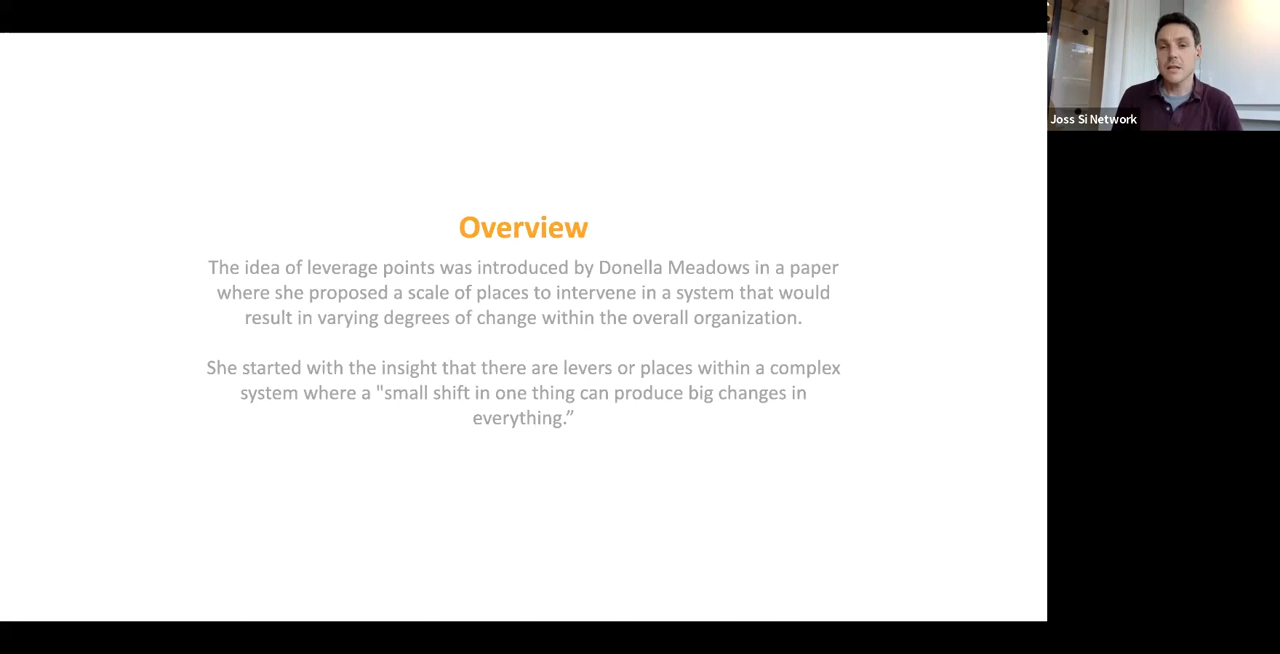 Overview
The idea of leverage points was introduced by Donella Meadows in a paper
where she proposed a scale of places to intervene in a system that would
result in varying degrees of change within the overall organization.
She started with the insight that there are levers or places within a complex
system where a "small shift in one thing can produce big changes in
everything.”
Joss Si Network